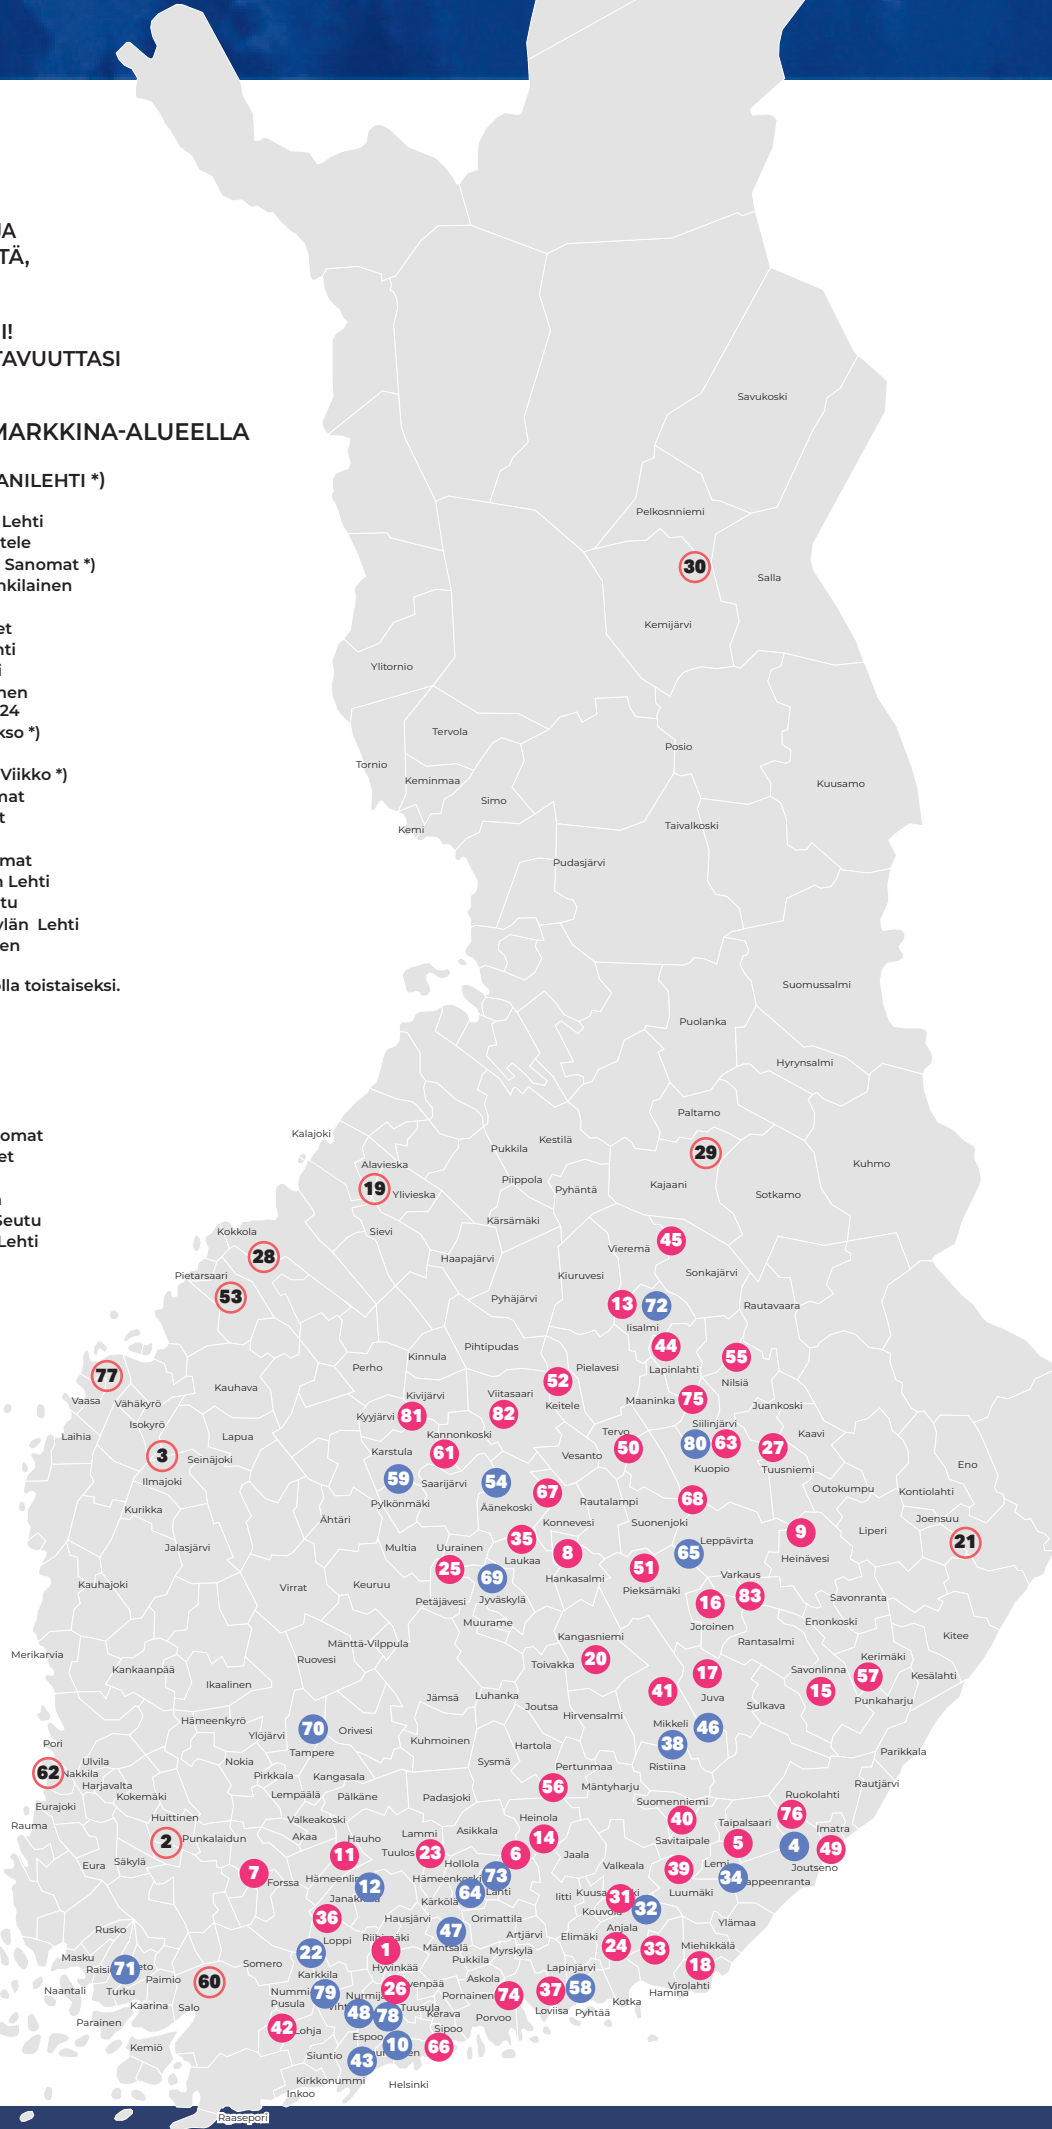 JA
TÄ,
I!
TAVUUTTASI
MARKKINA-ALUEELLA
ANILEHTI *)
Lehti
tele
Sanomat *)
nkilainen
et
hti
i
nen
24
kso *)
Viikko *)
mat
t
mat
n Lehti
tu
ylän Lehti
en
olla toistaiseksi.
omat
et
Seutu
Lehti
Savukoski
Pelkosnniemi
30
Salla
Kemijärvi
Ylitornio
Tervola
Posio
Tornio
Keminmaa
Kuusamo
Simo
Kemi
Taivalkoski
Pudasjärvi
Suomussalmi
Puolanka
Hyrynsalmi
Paltamo
Kalajoki
Kestilä
Pukkila
29
Alavieska
Kuhmo
19
Ylivieska
Piippola
Pyhäntä
Kajaani
Sotkamo
Kärsämäki
Kokkola
Sievi
45
Vieremä
28
Haapajärvi
Pietarsaari
Kiuruvesi
Sonkajärvi
53
Pyhäjärvi
13
72
Rautavaara
Iisalmi
Pihtipudas
44
Kinnula
55
Perho
Pielavesi
Lapinlahti
77
52
Nilsiä
Kauhava
Kivijärvi
Viitasaari
Maaninka
75
Vaasa
Vähäkyrö
Keitele
Juankoski
Kyyjärvi
81
82
Isokyrö
Siilinjärvi
Laihia
Lapua
Kannonkoski
Tervo
Kaavi
3
Seinäjoki
Karstula
61
Vesanto
50
80
63
27
Ilmajoki
59
Saarijärvi
54
Kuopio
Tuusniemi
Eno
67
Outokumpu
Kontiolahti
Pylkönmäki
Äänekoski
Rautalampi
68
Kurikka
Ähtäri
Konnevesi
Suonenjoki
Joensuu
Jalasjärvi
Multia
Uurainen
35
Leppävirta
9
Liperi
21
Laukaa
8
65
Heinävesi
25
69
Hankasalmi
51
Varkaus
Kauhajoki
Virrat
Keuruu
Pieksämäki
83
Savonranta
Petäjävesi
Jyväskylä
16
Muurame
Joroinen
Enonkoski
Mänttä-Vilppula
Kangasniemi
Rantasalmi
Kitee
Merikarvia
Ruovesi
Toivakka
20
Kerimäki
Kankaanpää
17
Savonlinna
57
Kesälahti
Ikaalinen
41
15
Jämsä
Luhanka
Joutsa
Juva
Sulkava
Punkaharju
Hirvensalmi
Hämeenkyrö
Mikkeli
46
Ylöjärvi
70
Orivesi
38
Pori
Kuhmoinen
Hartola
Parikkala
Tampere
Ulvila
Nokia
Sysmä
Pertunmaa
Ristiina
62
Nakkila
Pirkkala
Kangasala
Harjavalta
56
Mäntyharju
Rautjärvi
Kokemäki
Lempäälä
Pälkäne
Padasjoki
Suomenniemi
Ruokolahti
Eurajoki
Huittinen
Valkeakoski
Heinola
40
Taipalsaari
76
Rauma
Imatra
2
Punkalaidun
Akaa
Hauho
Lammi
Asikkala
14
Savitaipale
5
4
49
Tuulos
23
Jaala
Eura
Säkylä
11
Hollola
6
Valkeala
Lemi
Joutseno
7
39
Forssa
Hämeenkoski
73
34
12
64
Luumäki
Kärkölä
Iitti
31
32
36
Hausjärvi
Orimattila
Kouvola
Ylämaa
Rusko
47
Anjala
Loppi
Artjärvi
Elimäki
24
33
Miehikkälä
1
Mäntsälä
Myrskylä
Masku
22
Pukkila
Somero
Hyvinkää
Lapinjärvi
18
71
Paimio
60
Karkkila
Askola
Virolahti
Naantali
Turku
26
Pornainen
74
37
58
Hamina
Nummi
Pusula
79
Kaarina
Salo
Tuusula
Loviisa
Pyhtää
Kotka
48
78
Kerava
Porvoo
Parainen
42
Lohja
Sipoo
Espoo
10
66
Kemiö
Siuntio
43
Kirkkonummi
Helsinki
Inkoo
Raasepori